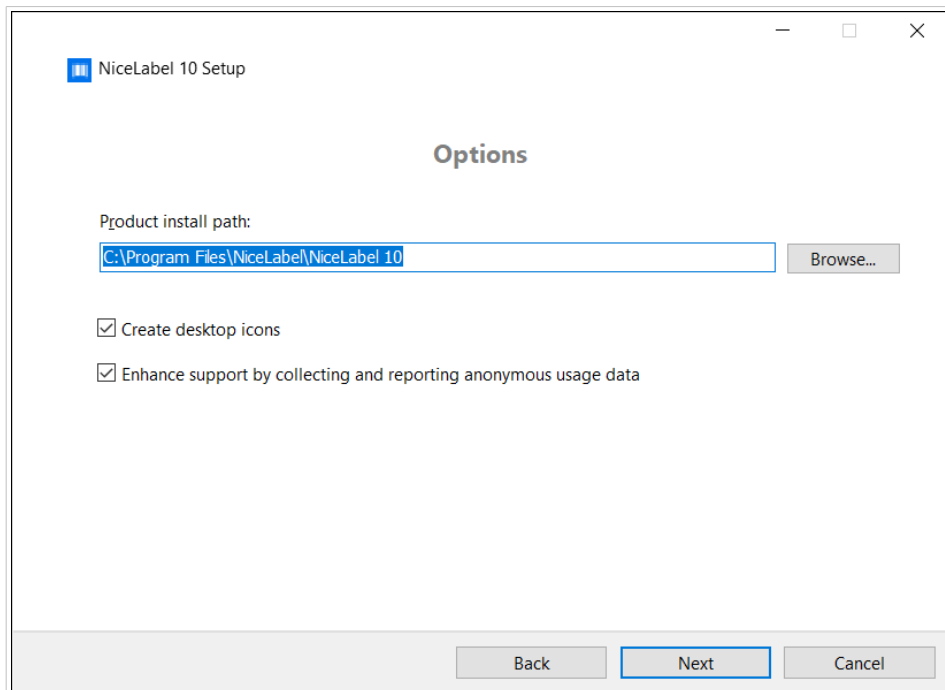 NiceLabel 10 Setup
Options
Product install path:
C:\Program Files\NiceLabel\NiceLabel 10
Browse...
Create desktop icons
Enhance support by collecting and reporting anonymous usage data
Back Next Cancel